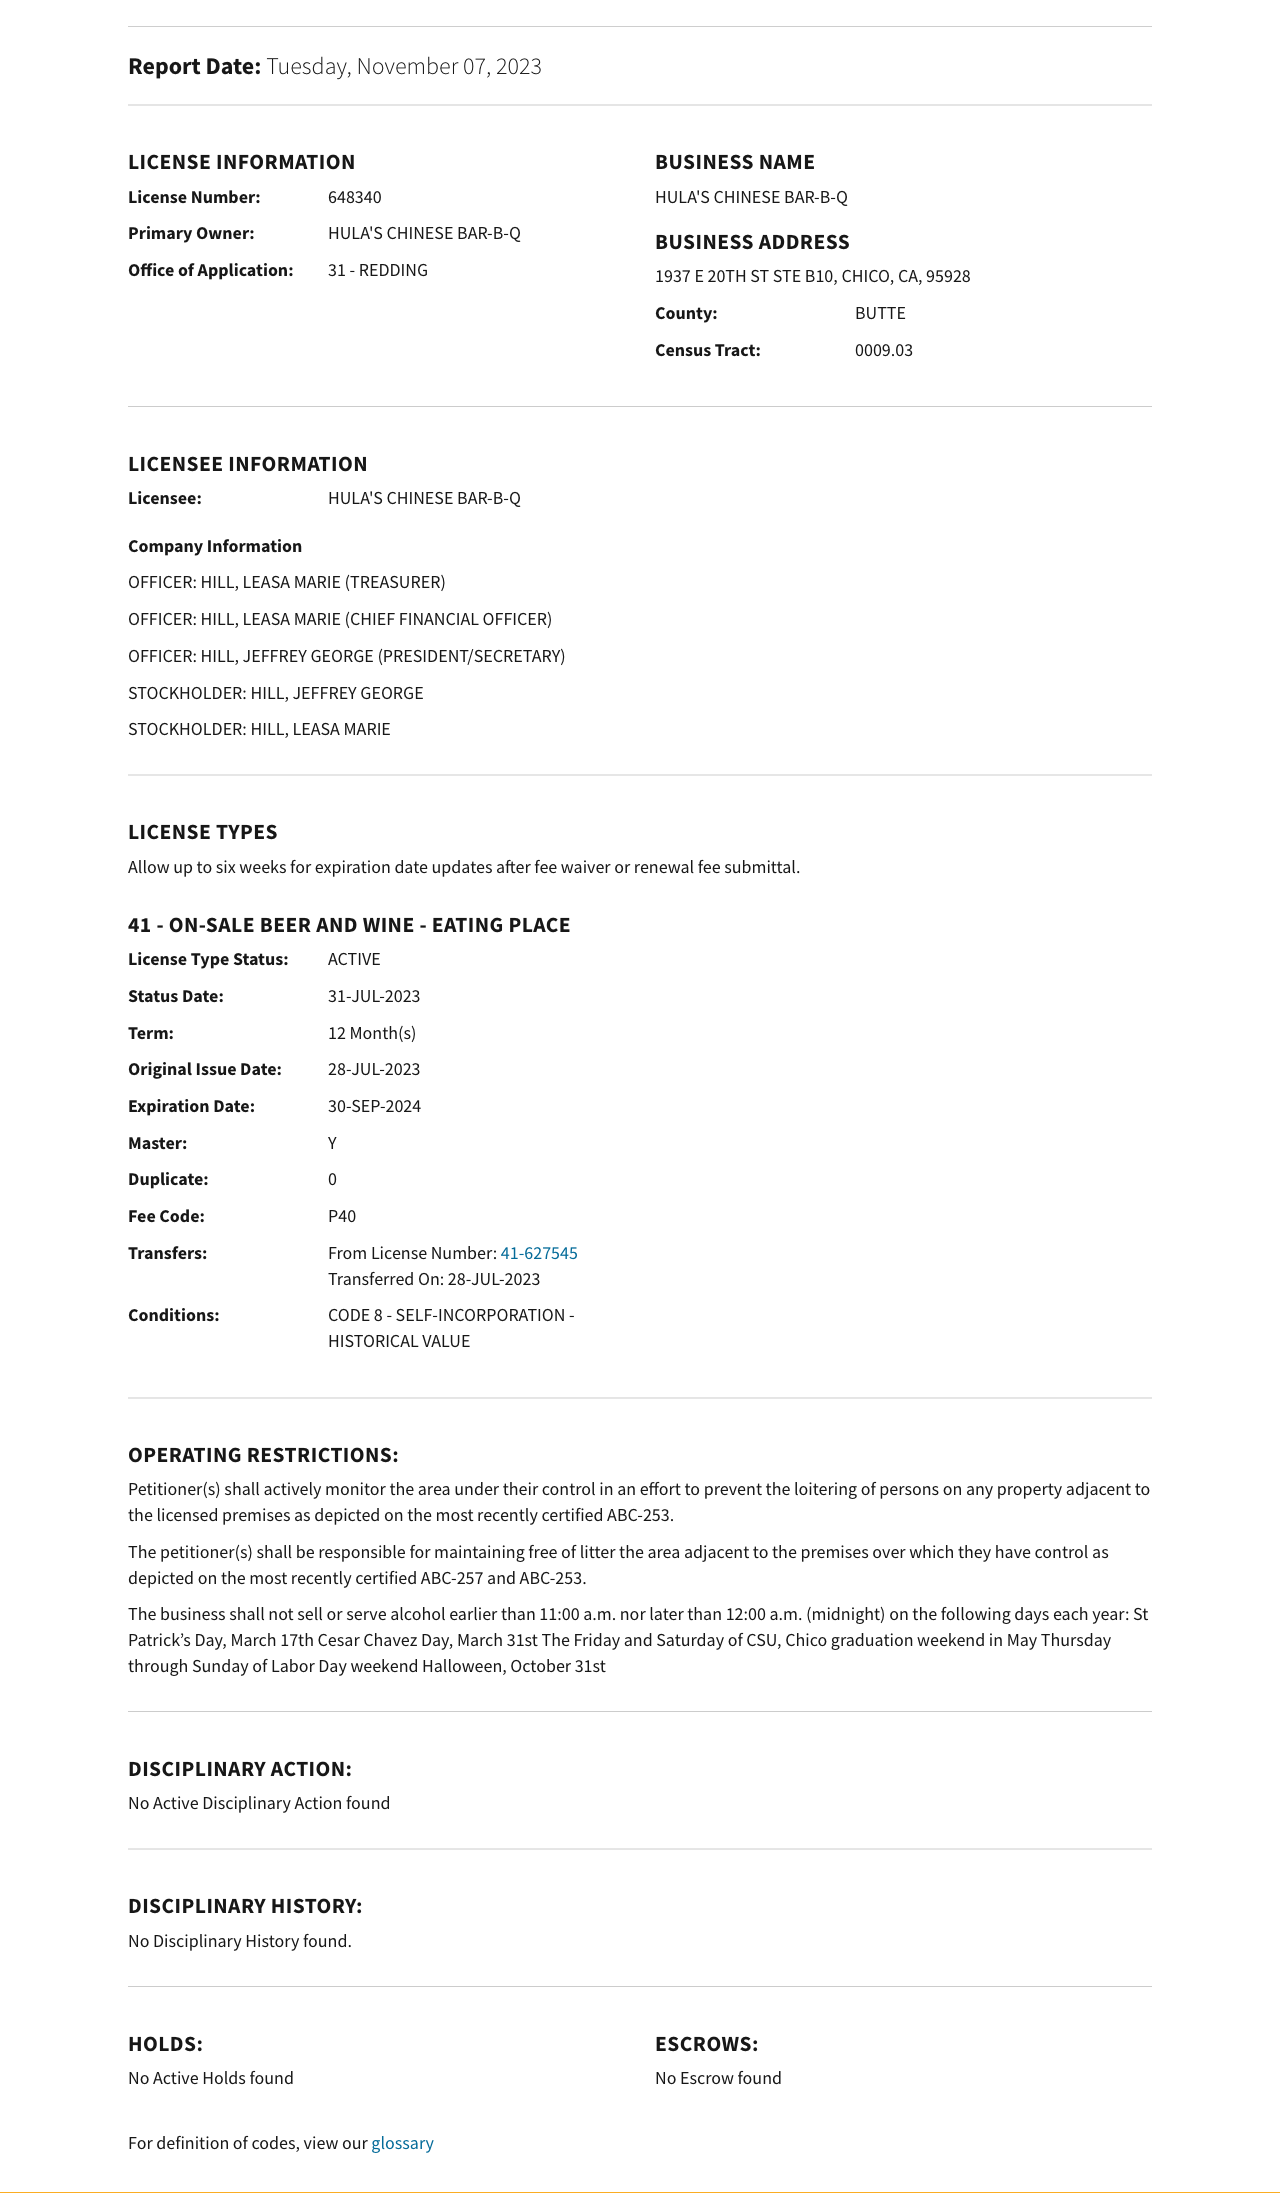 Report Date: Tuesday, November 07, 2023
LICENSE INFORMATION
License Number: 648340
Primary Owner: HULA'S CHINESE BAR-B-Q
Office of Application: 31 - REDDING
BUSINESS NAME
HULA'S CHINESE BAR-B-Q
BUSINESS ADDRESS
1937 E 20TH ST STE B10, CHICO, CA, 95928
County: BUTTE
Census Tract: 0009.03
LICENSEE INFORMATION
Licensee: HULA'S CHINESE BAR-B-Q
Company Information
OFFICER: HILL, LEASA MARIE (TREASURER)
OFFICER: HILL, LEASA MARIE (CHIEF FINANCIAL OFFICER)
OFFICER: HILL, JEFFREY GEORGE (PRESIDENT/SECRETARY)
STOCKHOLDER: HILL, JEFFREY GEORGE
STOCKHOLDER: HILL, LEASA MARIE
LICENSE TYPES
Allow up to six weeks for expiration date updates after fee waiver or renewal fee submittal.
41 - ON-SALE BEER AND WINE - EATING PLACE
License Type Status: ACTIVE
Status Date: 31-JUL-2023
Term: 12 Month(s)
Original Issue Date: 28-JUL-2023
Expiration Date: 30-SEP-2024
Master: Y
Duplicate: 0
Fee Code: P40
Transfers: From License Number: 41-627545
Transferred On: 28-JUL-2023
Conditions: CODE 8 - SELF-INCORPORATION -
HISTORICAL VALUE
OPERATING RESTRICTIONS:
Petitioner(s) shall actively monitor the area under their control in an effort to prevent the loitering of persons on any property adjacent to
the licensed premises as depicted on the most recently certified ABC-253.
The petitioner(s) shall be responsible for maintaining free of litter the area adjacent to the premises over which they have control as
depicted on the most recently certified ABC-257 and ABC-253.
The business shall not sell or serve alcohol earlier than 11:00 a.m. nor later than 12:00 a.m. (midnight) on the following days each year: St
Patrick’s Day, March 17th Cesar Chavez Day, March 31st The Friday and Saturday of CSU, Chico graduation weekend in May Thursday
through Sunday of Labor Day weekend Halloween, October 31st
DISCIPLINARY ACTION:
No Active Disciplinary Action found
DISCIPLINARY HISTORY:
No Disciplinary History found.
HOLDS:
No Active Holds found
ESCROWS:
No Escrow found
For definition of codes, view our glossary